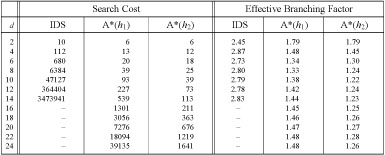 Search Cost Effective Branching Factor
d IDS A*(h1) A*(h2) IDS A*(h1) A*(h2)
2 10 6 6 2.45 1.79 1.79
4 112 13 12 2.87 1.48 1.45
6 680 20 18 2.73 1.34 1.30
8 6384 39 25 2.80 1.33 1.24
10 47127 93 39 2.79 1.38 1.22
12 364404 227 73 2.78 1.42 1.24
14 3473941 539 113 2.83 1.44 1.23
16 – 1301 211 – 1.45 1.25
18 – 3056 363 – 1.46 1.26
20 – 7276 676 – 1.47 1.27
22 – 18094 1219 – 1.48 1.28
24 – 39135 1641 – 1.48 1.26